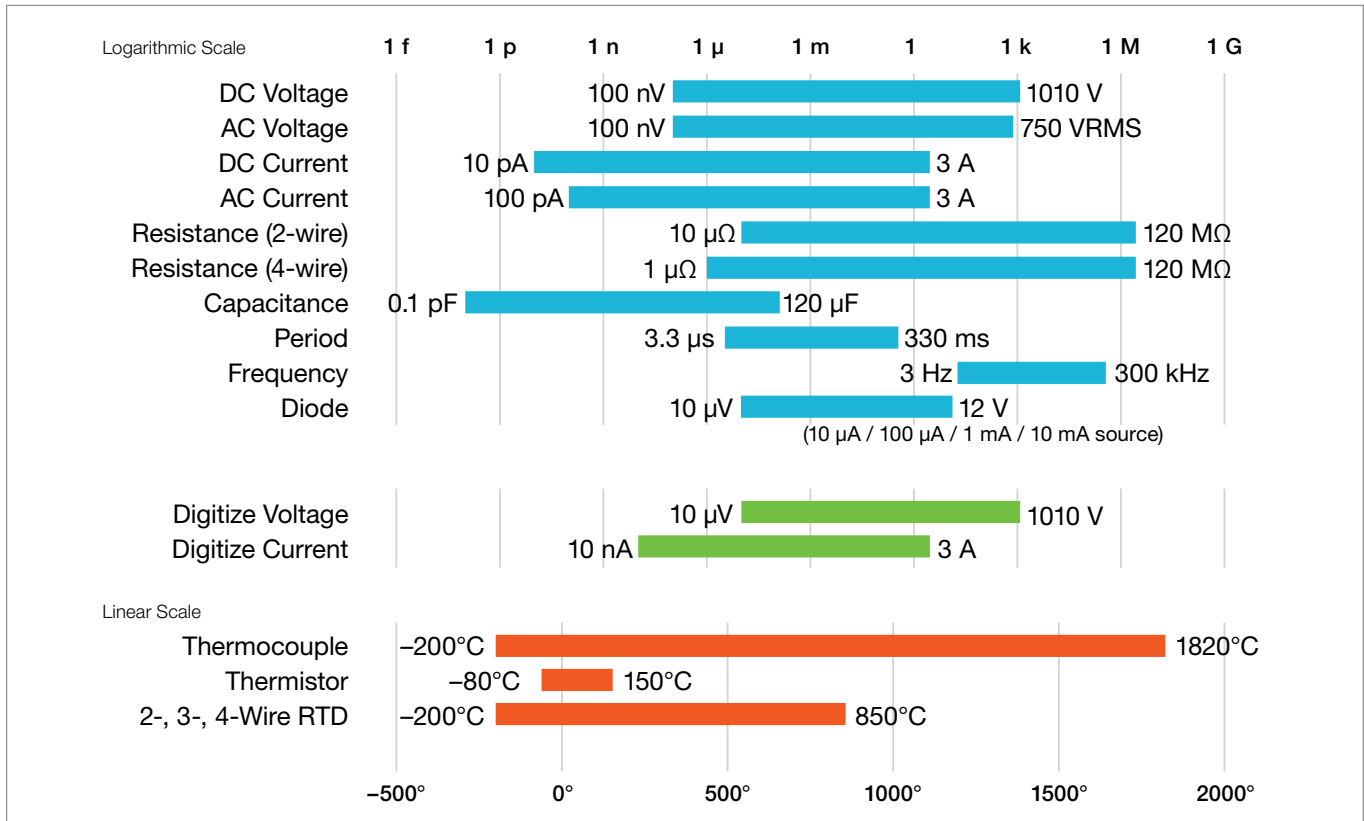 Logarithmic Scale 1 f 1 p 1 n 1 µ 1 m 1 1 k 1 M 1 G
DC Voltage 100 nV 1010 V
AC Voltage 100 nV 750 VRMS
DC Current 10 pA 3 A
AC Current 100 pA 3 A
Resistance (2-wire) 10 µΩ 120 MΩ
Resistance (4-wire) 1 µΩ 120 MΩ
Capacitance 0.1 pF 120 µF
Period 3.3 µs 330 ms
Frequency 3 Hz 300 kHz
Diode 10 µV 12 V
(10 µA / 100 µA / 1 mA / 10 mA source)
Digitize Voltage 10 µV 1010 V
Digitize Current 10 nA 3 A
Linear Scale
Thermocouple –200°C 1820°C
Thermistor –80°C 150°C
2-, 3-, 4-Wire RTD –200°C 850°C
–500° 0° 500° 1000° 1500° 2000°